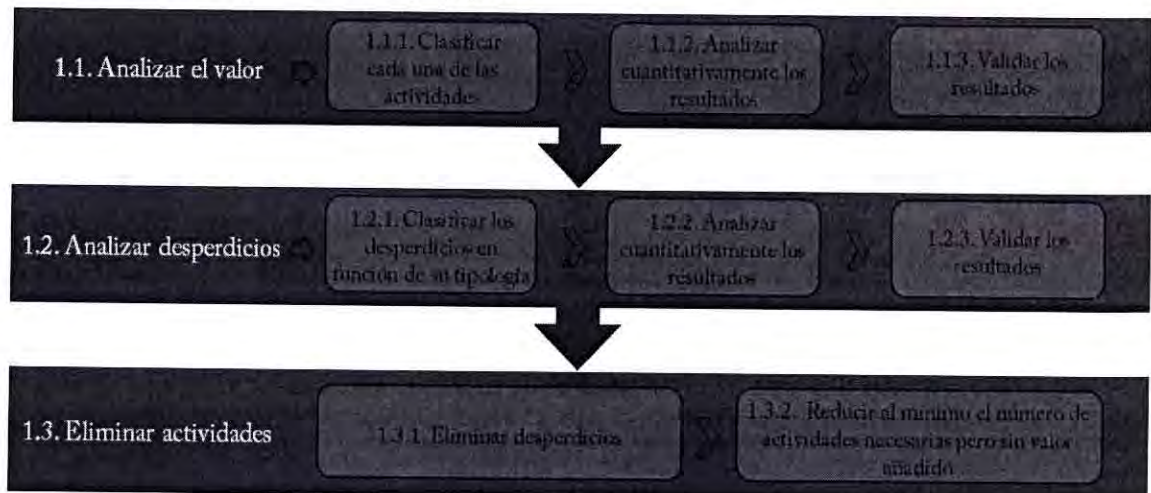 1.1. Analizar el valor
1.1.1. Clasificar
cada una de las
actividades
1.1.2. Analizar
cuantitativamente los
resultados
1.1.3. Validar los
resultados
1.2. Analizar desperdicios
1.2.1. Clasificar los
desperdicios en
función de su tipología
1.2.2. Analizar
cuantitativamente los
resultados
1.2.3. Validar los
resultados
1.3. Eliminar actividades
1.3.1. Eliminar desperdicios
1.3.2. Reducir al mínimo el número de
actividades necesarias pero sin valor
añadido